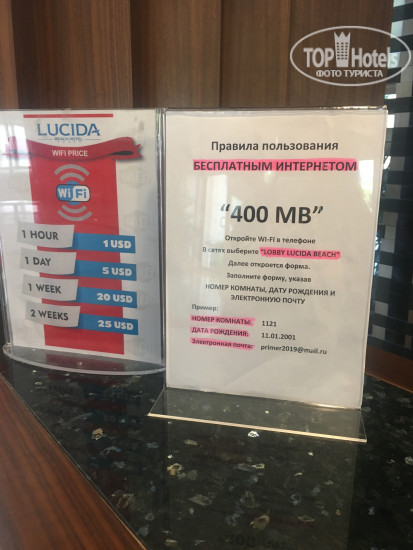 TOP Hotels
ФОТО ТУРИСТА
LUCIDA
WIFI PRICE
Wi Fi
1 HOUR 1 USD
1 DAY 5 USD
1 WEEK 20 USD
2 WEEKS 25 USD
Правила пользования
БЕСПЛАТНЫМ ИНТЕРНЕТОМ
“400 MB”
Откройте WI-FI в телефоне
В сетях выберите “LOBBY LUCIDA BEACH”
Далее откроется форма.
Заполните форму, указав
НОМЕР КОМНАТЫ, ДАТУ РОЖДЕНИЯ И
ЭЛЕКТРОННУЮ ПОЧТУ
Пример:
НОМЕР КОМНАТЫ: 1121
ДАТА РОЖДЕНИЯ: 11.01.2001
Электронная почта: primer2019@mail.ru